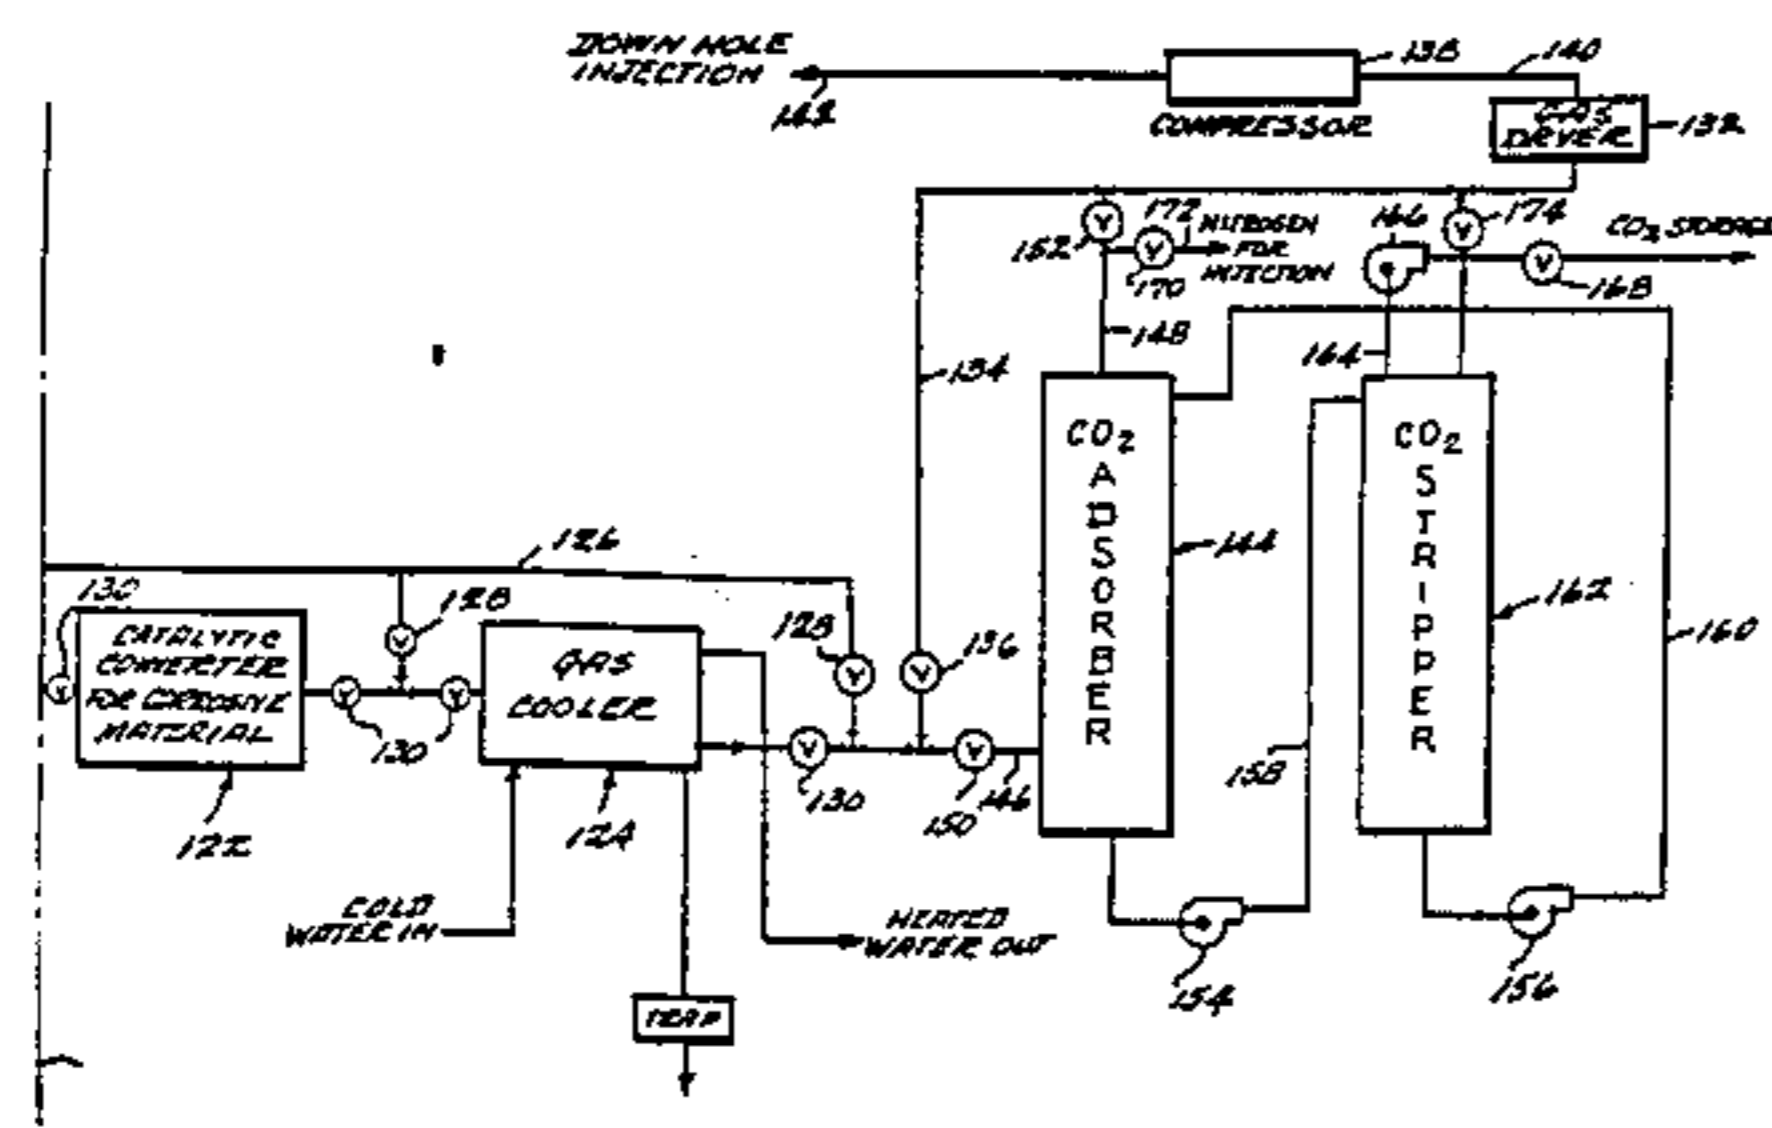 DOWN HOLE
INJECTION
142
138
140
COMPRESSOR
GAS
DRYER
132
152
172
NITROGEN
FOR
INJECTION
170
166
174
CO2 STORAGE
168
148
164
134
CO2
ADSORBER
144
CO2
STRIPPER
162
160
126
130
128
128
136
CATALYTIC
CONVERTER
FOR CORROSIVE
MATERIAL
GAS
COOLER
130
130
150
146
158
122
124
COLD
WATER IN
HEATED
WATER OUT
154
156
TRAP